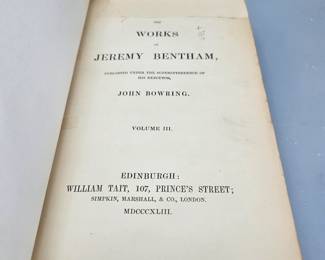 THE
WORKS
OF
JEREMY BENTHAM,
PUBLISHED UNDER THE SUPERINTENDENCE OF
HIS EXECUTOR,
JOHN BOWRING.
VOLUME III.
EDINBURGH:
WILLIAM TAIT, 107, PRINCE'S STREET;
SIMPKIN, MARSHALL, & CO., LONDON.
MDCCCXLIII.